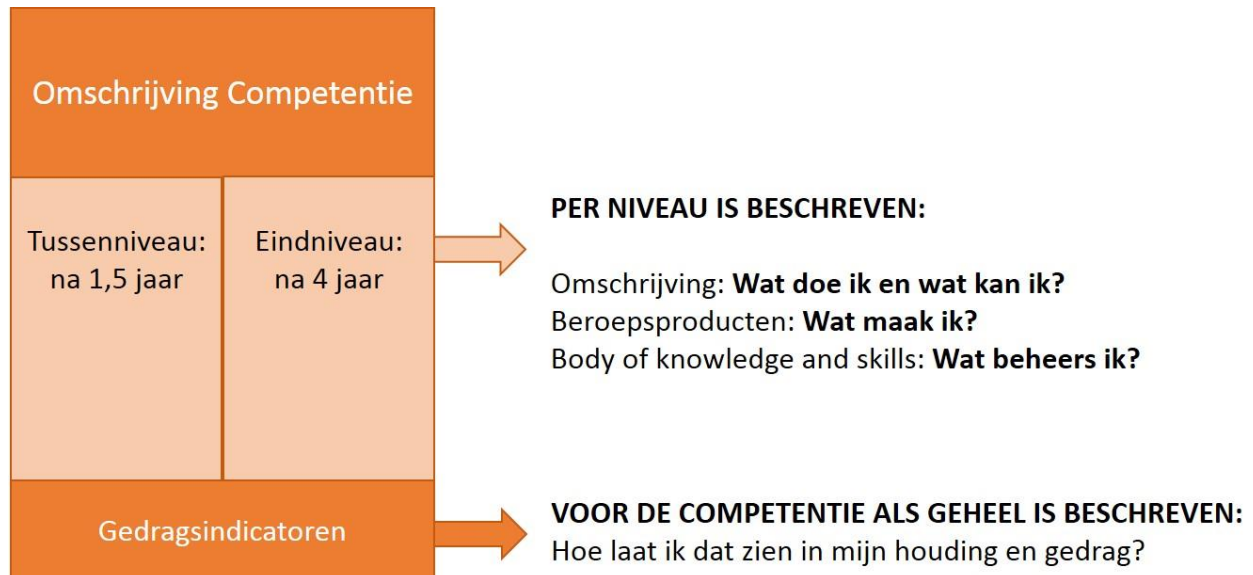 Omschrijving Competentie
Tussenniveau:
na 1,5 jaar
Eindniveau:
na 4 jaar
PER NIVEAU IS BESCHREVEN:
Omschrijving: Wat doe ik en wat kan ik?
Beroepsproducten: Wat maak ik?
Body of knowledge and skills: Wat beheers ik?
Gedragsindicatoren
VOOR DE COMPETENTIE ALS GEHEEL IS BESCHREVEN:
Hoe laat ik dat zien in mijn houding en gedrag?